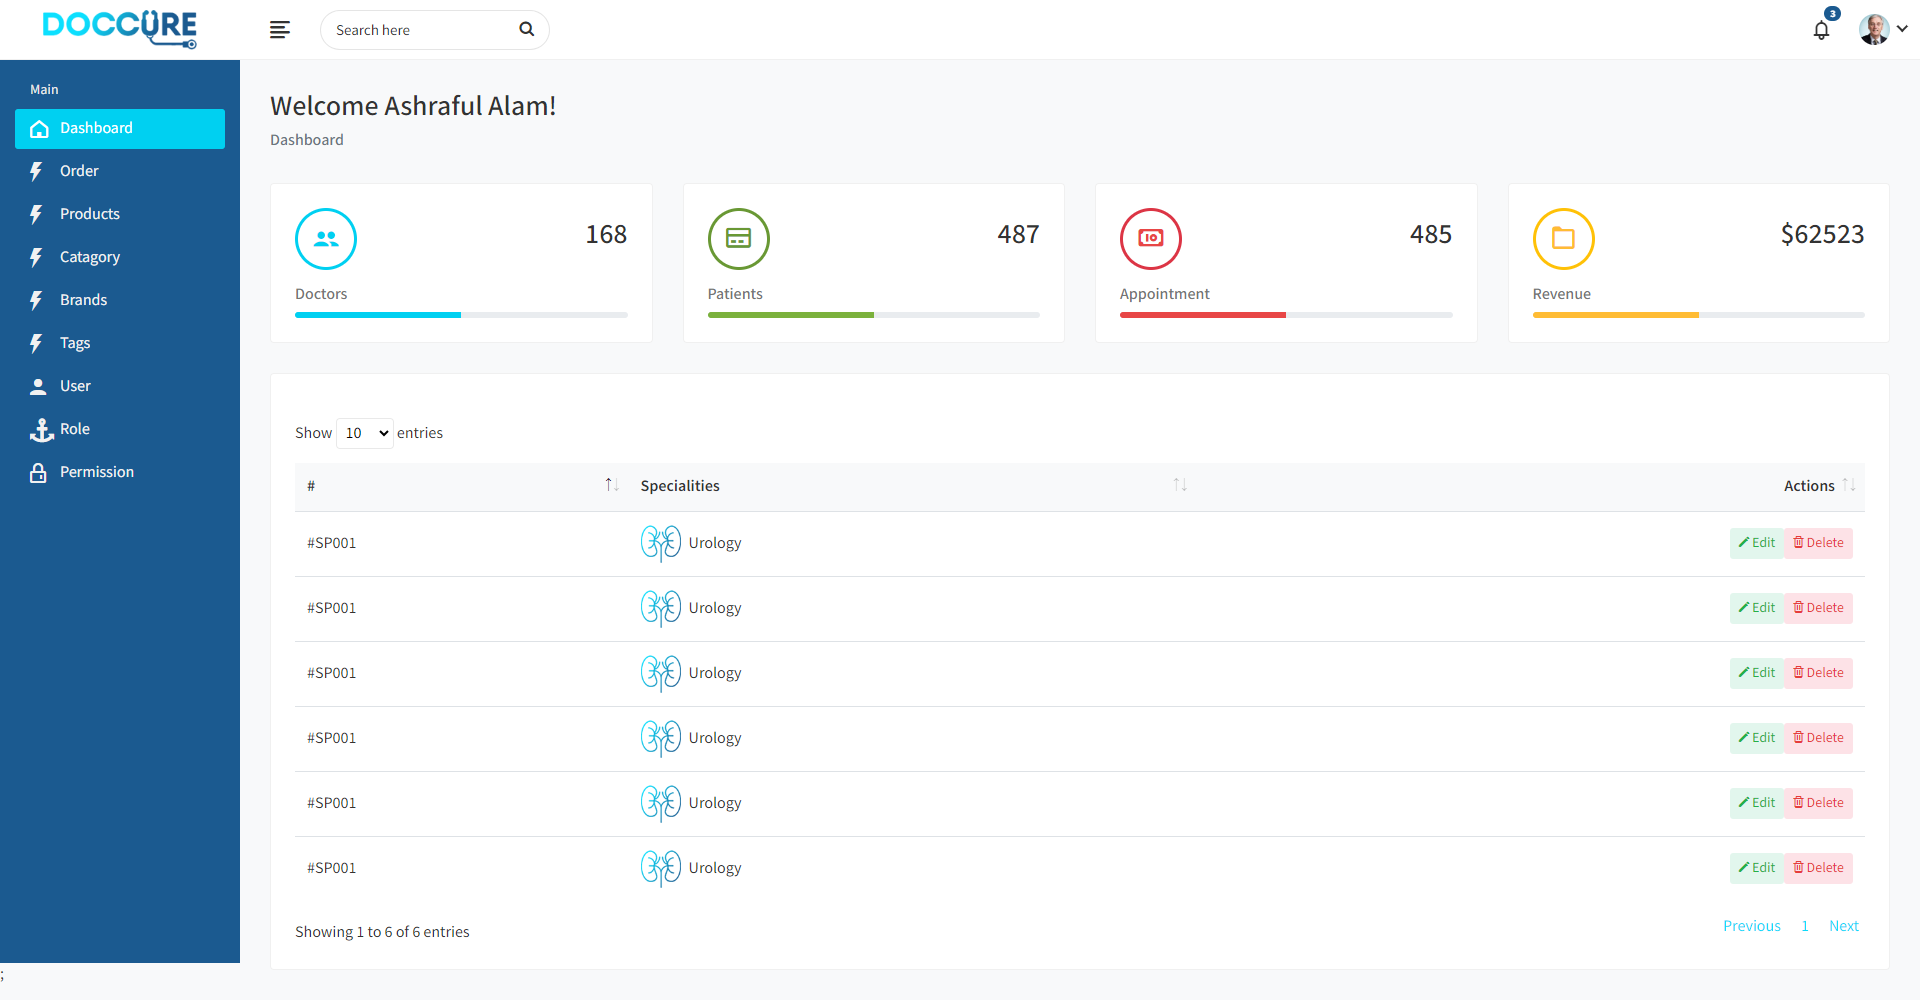 DOCCURE
Search here
3
Main
Dashboard
Order
Products
Catagory
Brands
Tags
User
Role
Permission
Welcome Ashraful Alam!
Dashboard
168
Doctors
487
Patients
485
Appointment
$62523
Revenue
Show 10 entries
# Specialities Actions
#SP001 Urology Edit Delete
#SP001 Urology Edit Delete
#SP001 Urology Edit Delete
#SP001 Urology Edit Delete
#SP001 Urology Edit Delete
#SP001 Urology Edit Delete
Showing 1 to 6 of 6 entries
Previous 1 Next
;